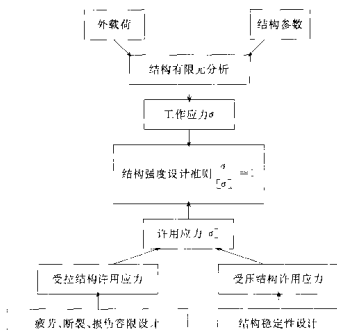 外载荷
结构参数
结构有限元分析
工作应力σ
结构强度设计准则 σ/[σ]
许用应力 σ
受拉结构许用应力
受压结构许用应力
疲劳、断裂、损伤容限设计
结构稳定性设计